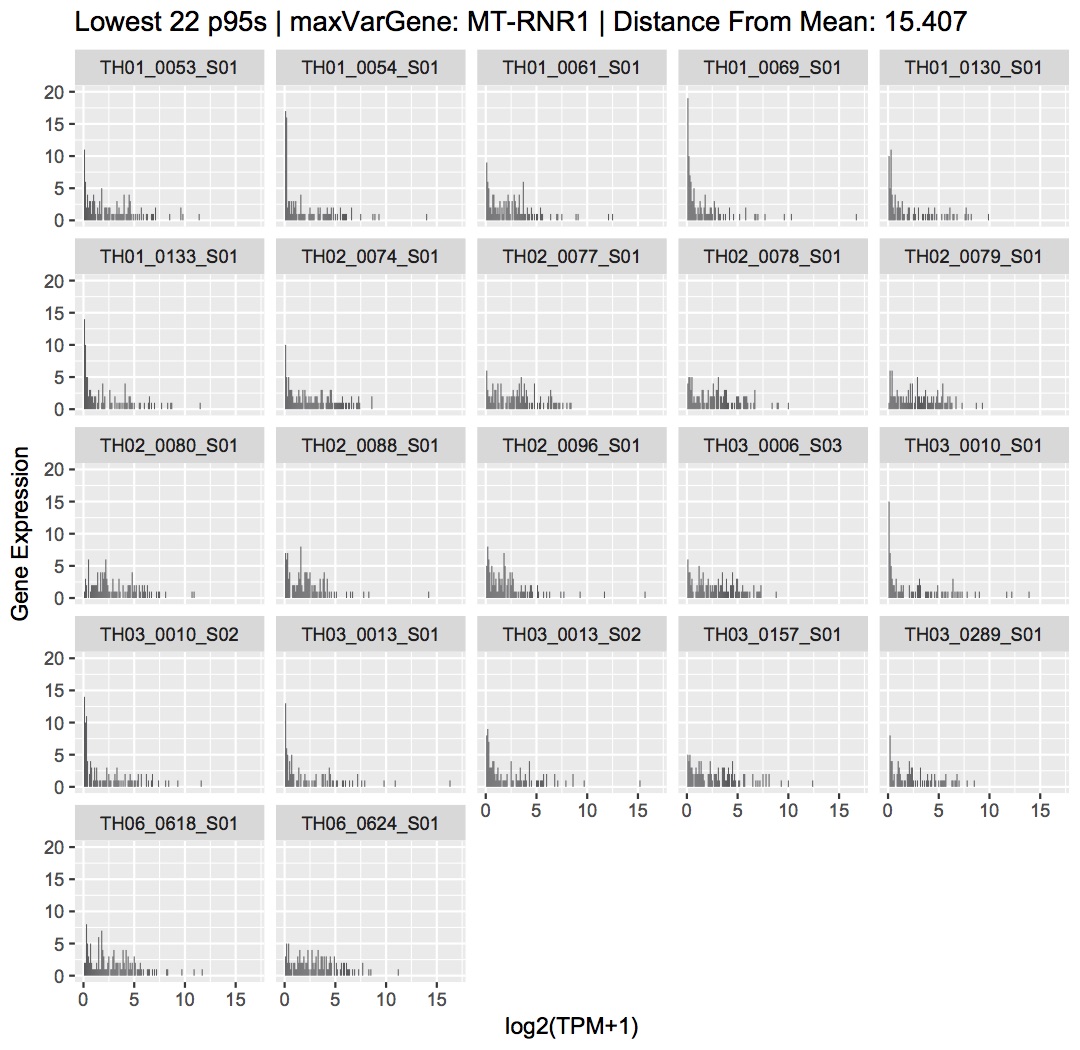 Lowest 22 p95s | maxVarGene: MT-RNR1 | Distance From Mean: 15.407
TH01_0053_S01 TH01_0054_S01 TH01_0061_S01 TH01_0069_S01 TH01_0130_S01
20
15
10
5
0
TH01_0133_S01 TH02_0074_S01 TH02_0077_S01 TH02_0078_S01 TH02_0079_S01
20
15
10
5
0
TH02_0080_S01 TH02_0088_S01 TH02_0096_S01 TH03_0006_S03 TH03_0010_S01
20
15
10
5
0
Gene Expression
TH03_0010_S02 TH03_0013_S01 TH03_0013_S02 TH03_0157_S01 TH03_0289_S01
20
15
10
5
0
0 5 10 15 0 5 10 15 0 5 10 15
TH06_0618_S01 TH06_0624_S01
20
15
10
5
0
0 5 10 15 0 5 10 15
log2(TPM+1)